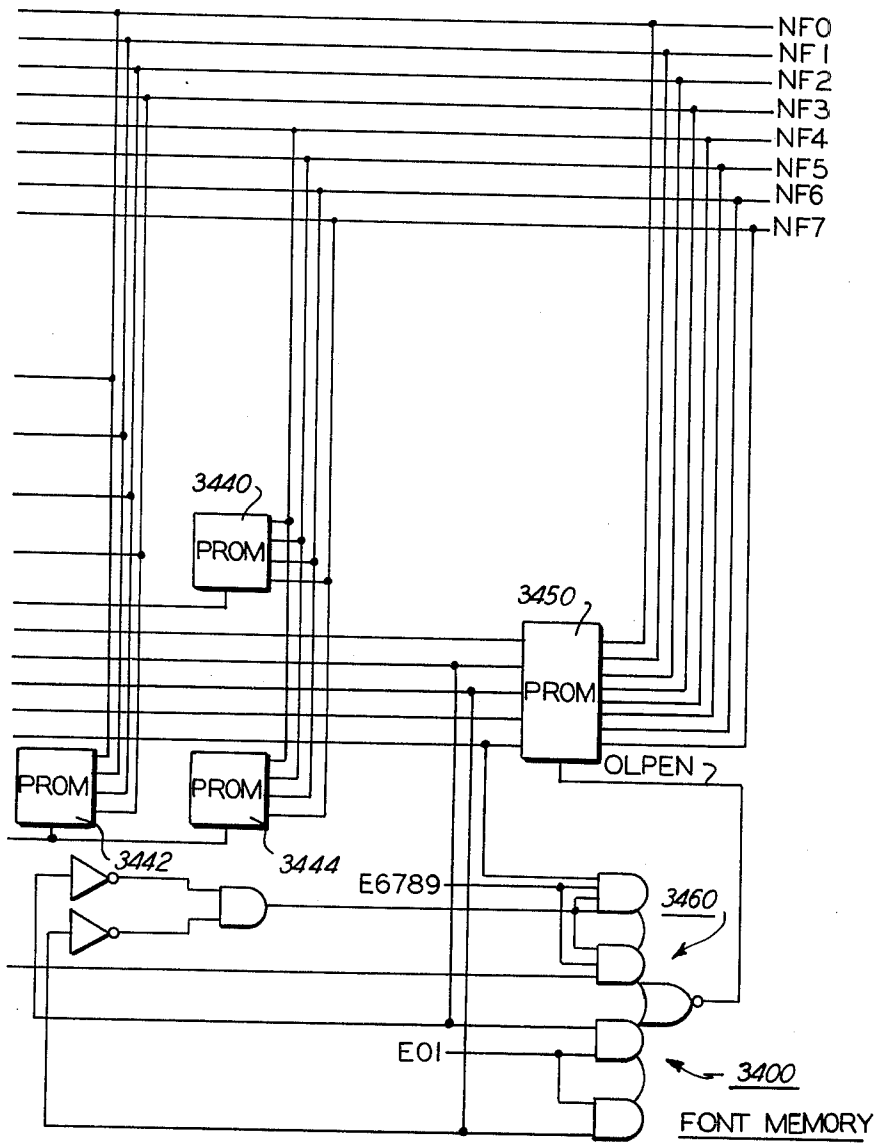 NF0
NF1
NF2
NF3
NF4
NF5
NF6
NF7
3440
PROM
3450
PROM
OLPEN
PROM
PROM
3442
3444
E6789
3460
E01
3400
FONT MEMORY